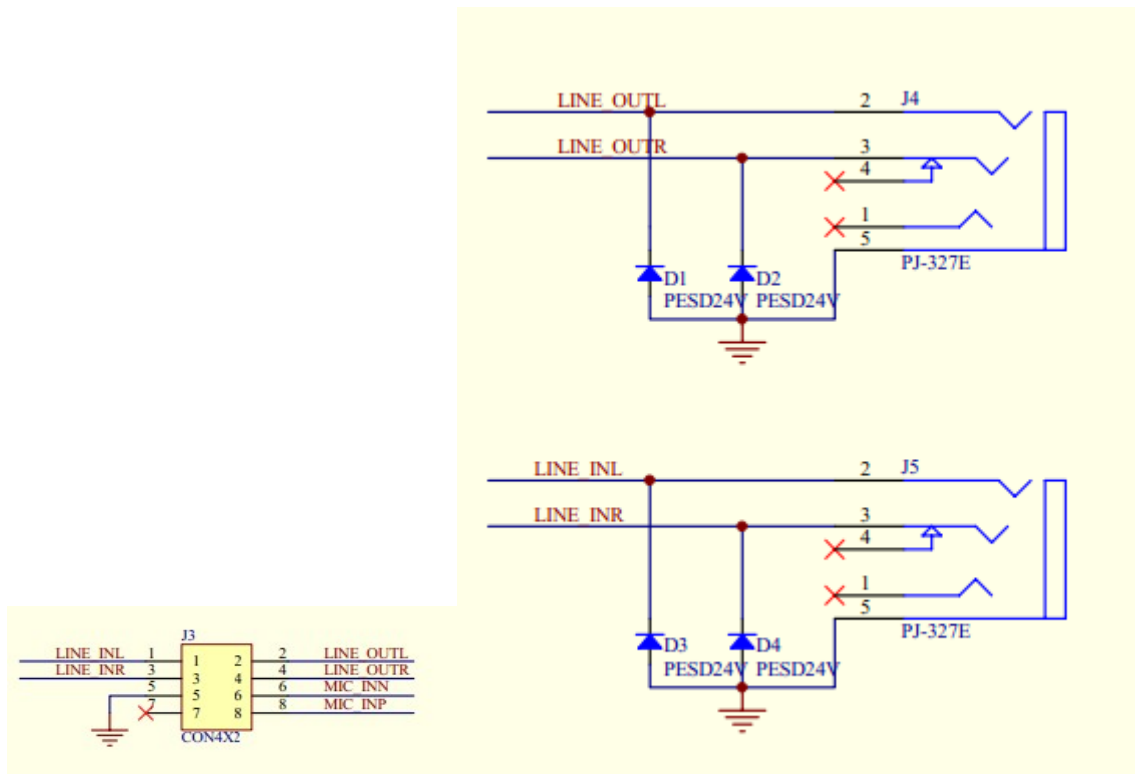 LINE_OUTL 2 J4
LINE_OUTR 3
4
1
5
PJ-327E
D1 D2
PESD24V PESD24V
LINE_INL 2 J5
LINE_INR 3
4
1
5
PJ-327E
D3 D4
PESD24V PESD24V
J3
LINE_INL 1 1 2 2 LINE_OUTL
LINE_INR 3 3 4 4 LINE_OUTR
5 5 6 6 MIC_INN
7 7 8 8 MIC_INP
CON4X2